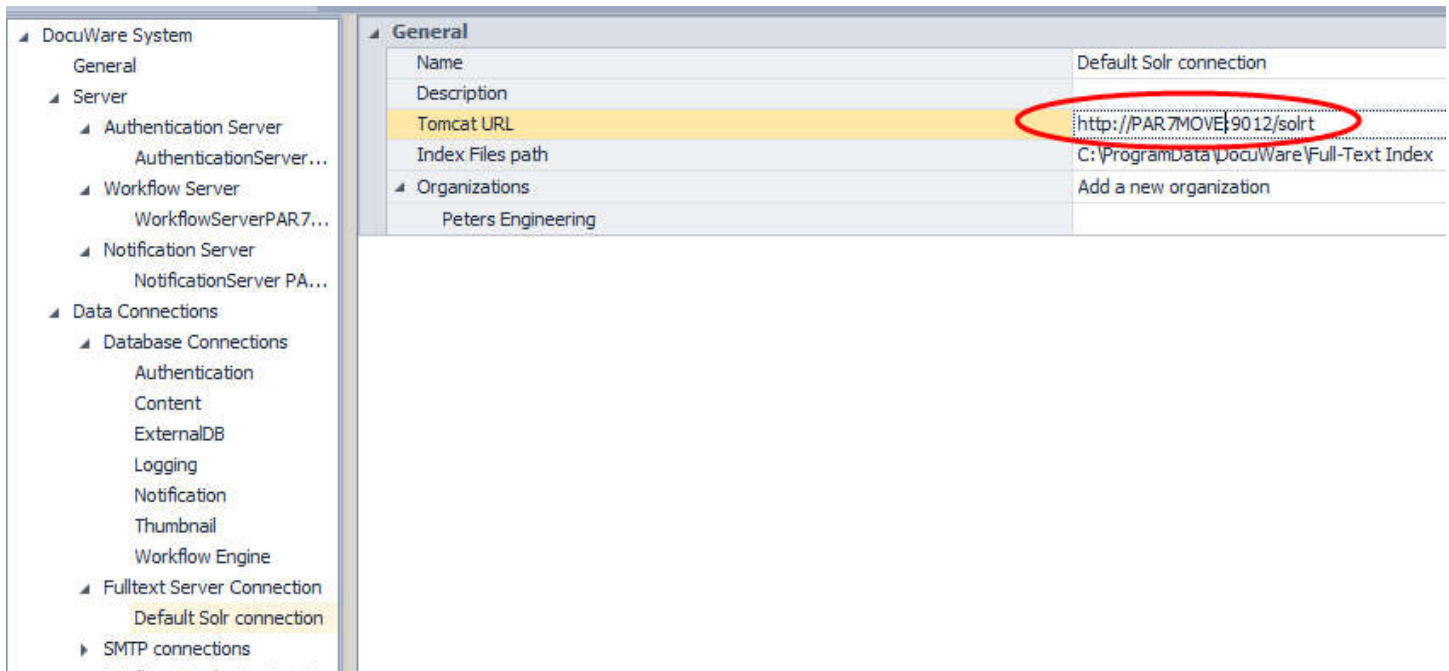 DocuWare System
General
Server
Authentication Server
AuthenticationServer...
Workflow Server
WorkflowServerPAR7...
Notification Server
NotificationServer PA...
Data Connections
Database Connections
Authentication
Content
ExternalDB
Logging
Notification
Thumbnail
Workflow Engine
Fulltext Server Connection
Default Solr connection
SMTP connections
General
Name Default Solr connection
Description
Tomcat URL http://PAR7MOVE:9012/solrt
Index Files path C:\ProgramData\DocuWare\Full-Text Index
Organizations Add a new organization
Peters Engineering